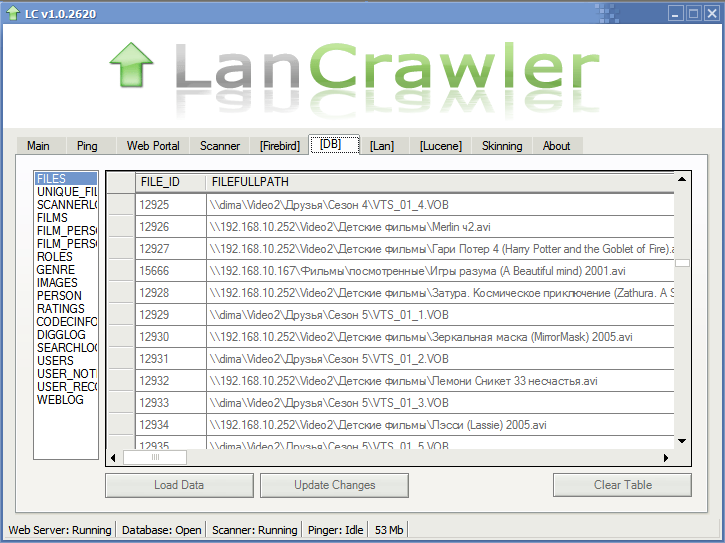 LC v1.0.2620
LanCrawler
Main Ping Web Portal Scanner [Firebird] [DB] [Lan] [Lucene] Skinning About
FILES
UNIQUE_FIL
SCANNERLO
FILMS
FILM_PERSO
FILM_PERSO
ROLES
GENRE
IMAGES
PERSON
RATINGS
CODECINFO
DIGGLOG
SEARCHLOG
USERS
USER_NOTI
USER_RECO
WEBLOG
FILE_ID FILEFULLPATH
12925 \\dima\Video2\Друзья\Сезон 4\VTS_01_4.VOB
12926 \\192.168.10.252\Video2\Детские фильмы\Merlin ч2.avi
12927 \\192.168.10.252\Video2\Детские фильмы\Гари Потер 4 (Harry Potter and the Goblet of Fire).a
15666 \\192.168.10.167\Фильмы\посмотренные\Игры разума (A Beautiful mind) 2001.avi
12928 \\192.168.10.252\Video2\Детские фильмы\Затура. Космическое приключение (Zathura. A S
12929 \\dima\Video2\Друзья\Сезон 5\VTS_01_1.VOB
12930 \\192.168.10.252\Video2\Детские фильмы\Зеркальная маска (MirrorMask) 2005.avi
12931 \\dima\Video2\Друзья\Сезон 5\VTS_01_2.VOB
12932 \\192.168.10.252\Video2\Детские фильмы\Лемони Сникет 33 несчастья.avi
12933 \\dima\Video2\Друзья\Сезон 5\VTS_01_3.VOB
12934 \\192.168.10.252\Video2\Детские фильмы\Лэсси (Lassie) 2005.avi
12935 \\dima\Video2\Друзья\Сезон 5\VTS_01_5.VOB
Load Data Update Changes Clear Table
Web Server: Running Database: Open Scanner: Running Pinger: Idle 53 Mb